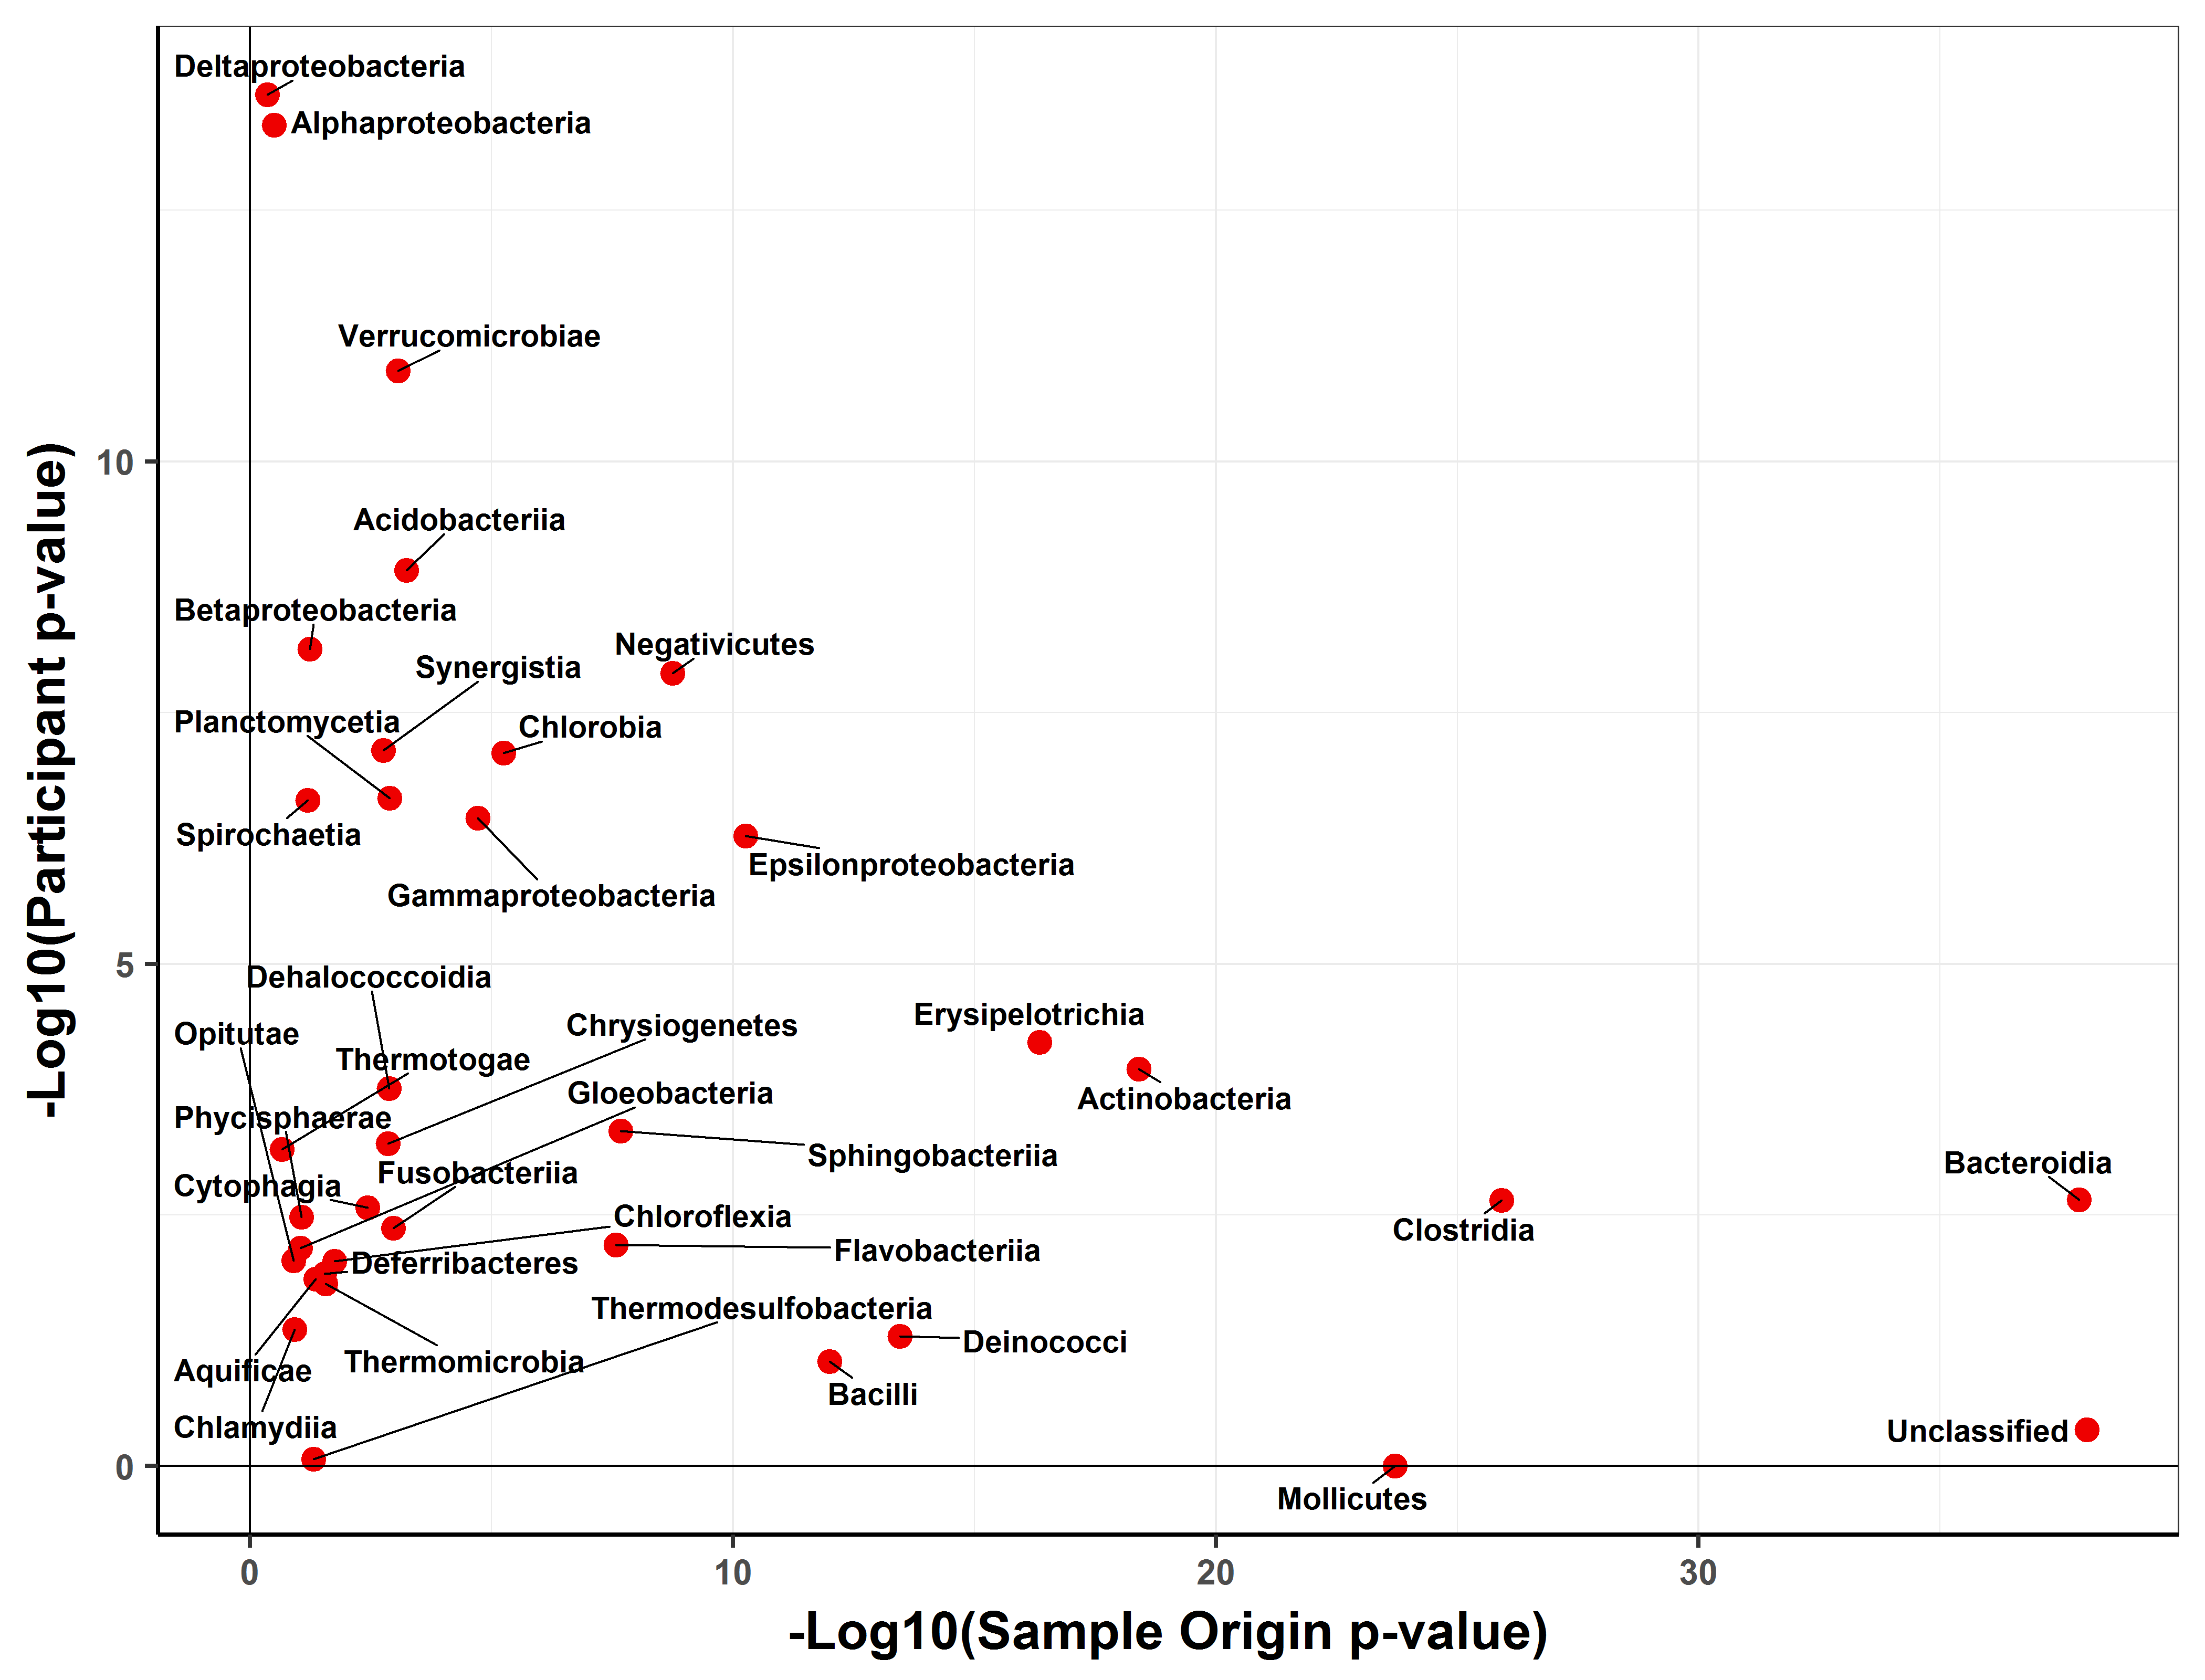 Deltaproteobacteria
Alphaproteobacteria
Verrucomicrobiae
10
Acidobacteriia
Betaproteobacteria
Negativicutes
Synergistia
Planctomycetia
Chlorobia
Spirochaetia
Epsilonproteobacteria
Gammaproteobacteria
5
Dehalococcoidia
Erysipelotrichia
Chrysiogenetes
Opitutae
Thermotogae
Gloeobacteria
Actinobacteria
Phycisphaerae
Sphingobacteriia
Bacteroidia
Fusobacteriia
Cytophagia
Chloroflexia
Clostridia
Flavobacteriia
Deferribacteres
Thermodesulfobacteria
Deinococci
Thermomicrobia
Aquificae
Bacilli
Chlamydiia
Unclassified
0
Mollicutes
0 10 20 30
-Log10(Sample Origin p-value)
-Log10(Participant p-value)